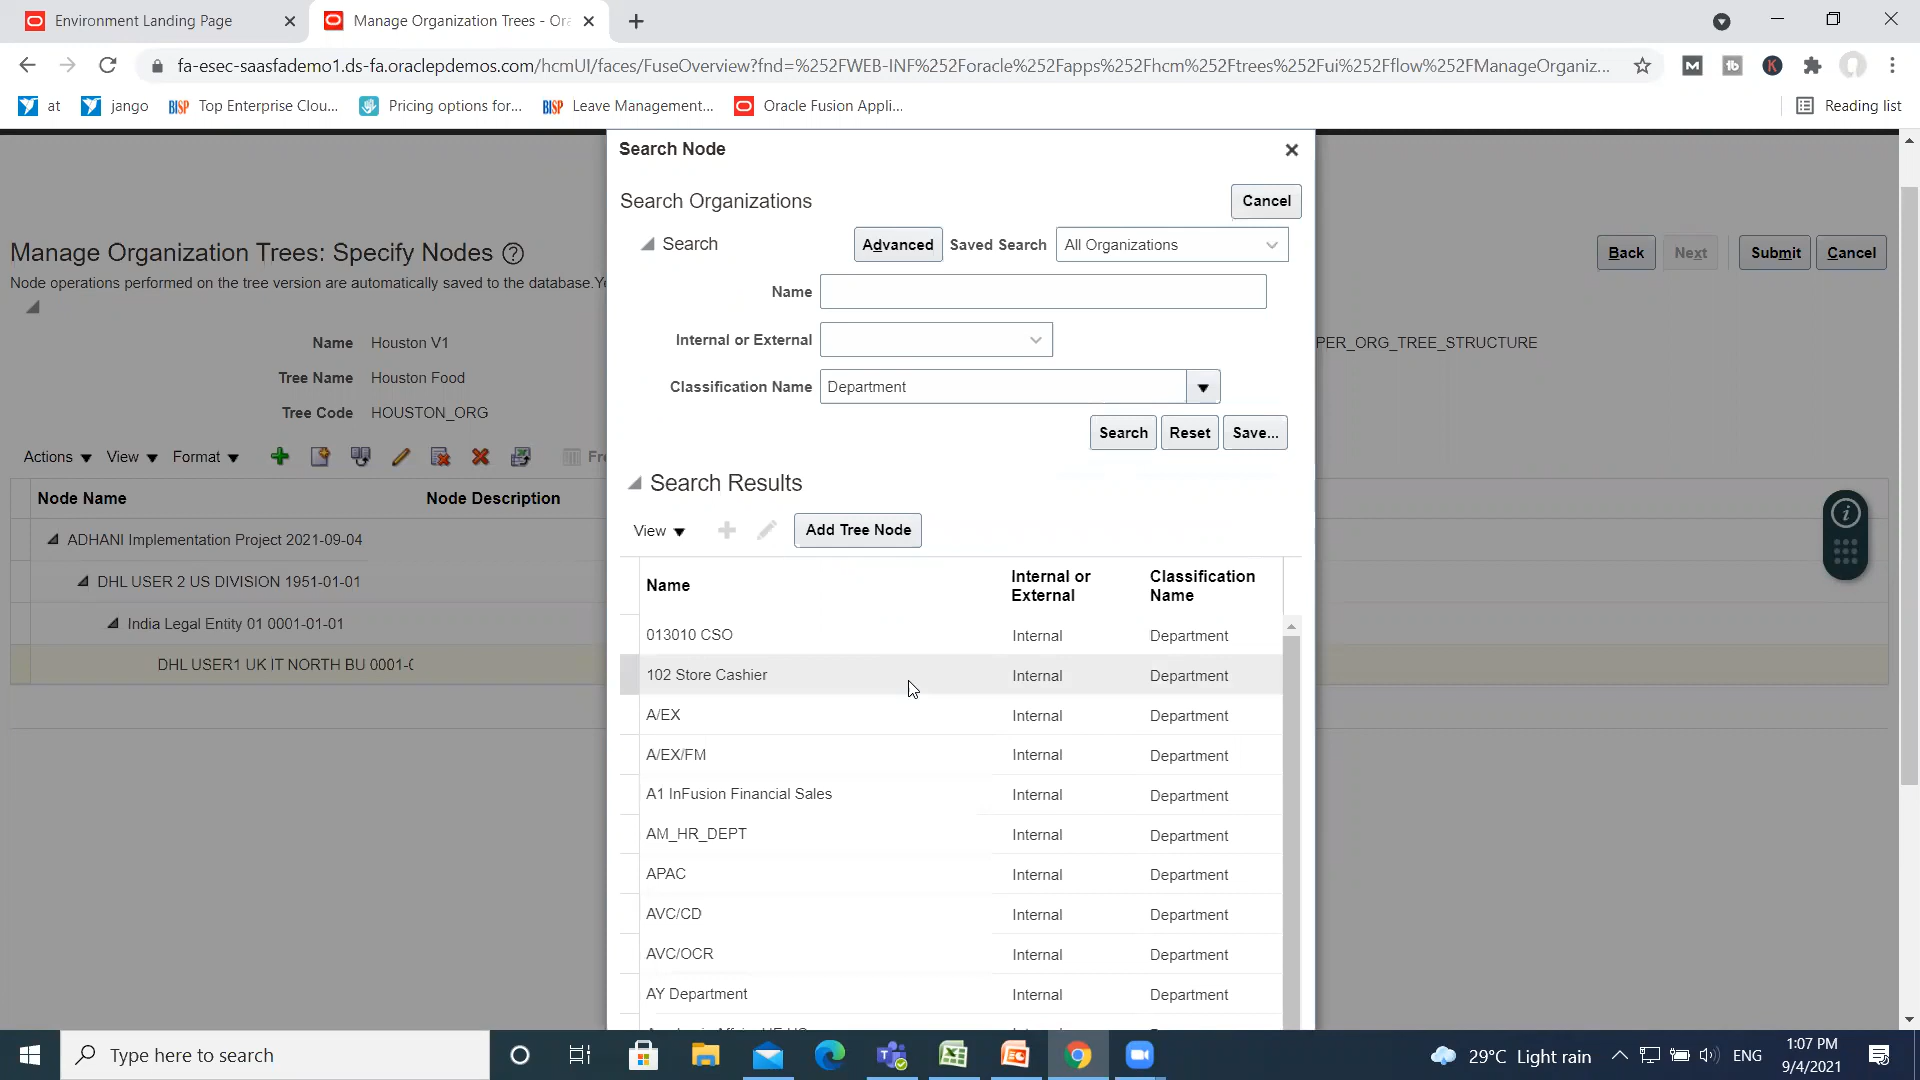 Environment Landing Page
Manage Organization Trees - Ora
fa-esec-saasfademo1.ds-fa.oraclepdemos.com/hcmUI/faces/FuseOverview?fnd=%252FWEB-INF%252Foracle%252Fapps%252Fhcm%252Ftrees%252Fui%252Fflow%252FManageOrganiz...
at jango BISP Top Enterprise Clou... Pricing options for... BISP Leave Management... Oracle Fusion Appli... Reading list
Search Node
Search Organizations Cancel
Search Advanced Saved Search All Organizations
Name
Internal or External
Classification Name Department
Search Reset Save...
Search Results
View Add Tree Node
Name Internal or External Classification Name
013010 CSO Internal Department
102 Store Cashier Internal Department
A/EX Internal Department
A/EX/FM Internal Department
A1 InFusion Financial Sales Internal Department
AM_HR_DEPT Internal Department
APAC Internal Department
AVC/CD Internal Department
AVC/OCR Internal Department
AY Department Internal Department
Manage Organization Trees: Specify Nodes
Back Next Submit Cancel
Node operations performed on the tree version are automatically saved to the database.
Name Houston V1
PER_ORG_TREE_STRUCTURE
Tree Name Houston Food
Tree Code HOUSTON_ORG
Actions View Format
Node Name Node Description
ADHANI Implementation Project 2021-09-04
DHL USER 2 US DIVISION 1951-01-01
India Legal Entity 01 0001-01-01
DHL USER1 UK IT NORTH BU 0001-0
Type here to search
29°C Light rain ENG
1:07 PM
9/4/2021